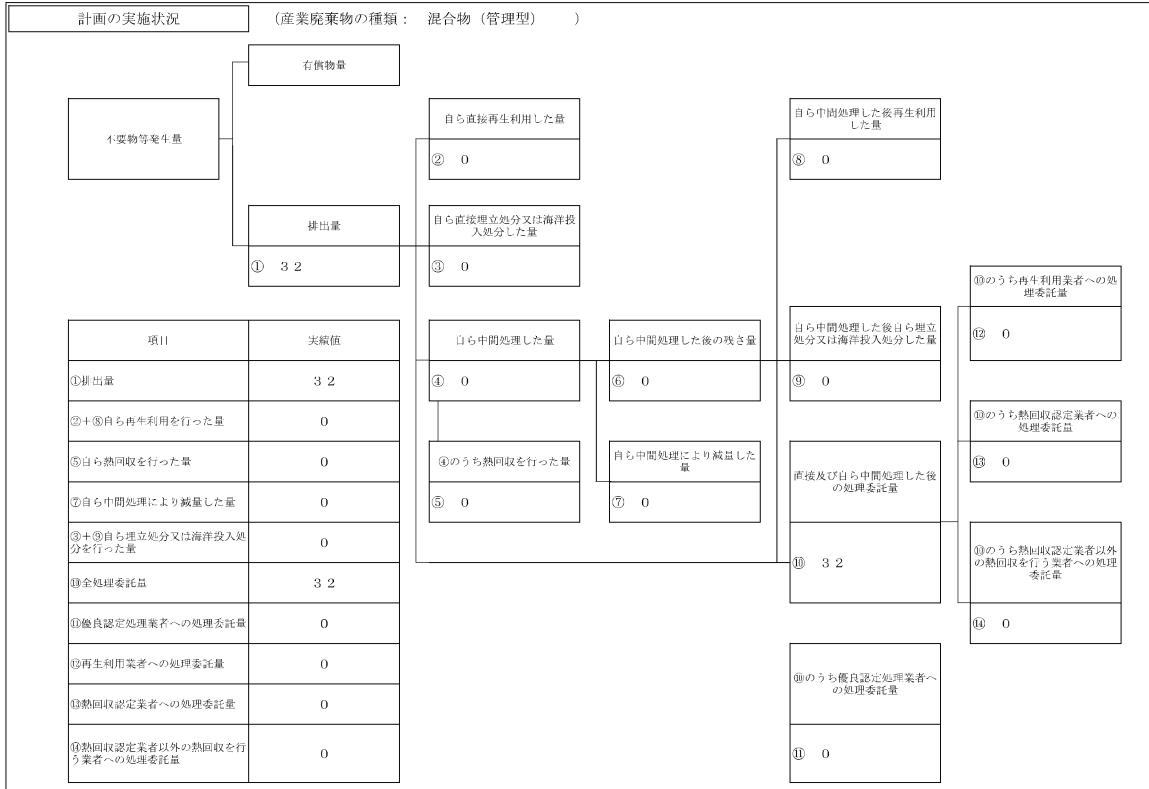 計画の実施状況 (産業廃棄物の種類： 混合物（管理型） )
有償物量
不要物等発生量
排出量
① ３２
自ら直接再生利用した量
② ０
自ら直接埋立処分又は海洋投
入処分した量
③ ０
自ら中間処理した量
④ ０
④のうち熱回収を行った量
⑤ ０
自ら中間処理した後の残さ量
⑥ ０
自ら中間処理により減量した
量
⑦ ０
自ら中間処理した後再生利用
した量
⑧ ０
自ら中間処理した後自ら埋立
処分又は海洋投入処分した量
⑨ ０
直接及び自ら中間処理した後
の処理委託量
⑩ ３２
⑩のうち優良認定処理業者へ
の処理委託量
⑪ ０
⑩のうち再生利用業者への処
理委託量
⑫ ０
⑩のうち熱回収認定業者への
処理委託量
⑬ ０
⑩のうち熱回収認定業者以外
の熱回収を行う業者への処理
委託量
⑭ ０
項目 実績値
①排出量 ３２
②＋⑧自ら再生利用を行った量 ０
⑤自ら熱回収を行った量 ０
⑦自ら中間処理により減量した量 ０
③＋⑨自ら埋立処分又は海洋投入処
分を行った量 ０
⑩全処理委託量 ３２
⑪優良認定処理業者への処理委託量 ０
⑫再生利用業者への処理委託量 ０
⑬熱回収認定業者への処理委託量 ０
⑭熱回収認定業者以外の熱回収を行
う業者への処理委託量 ０